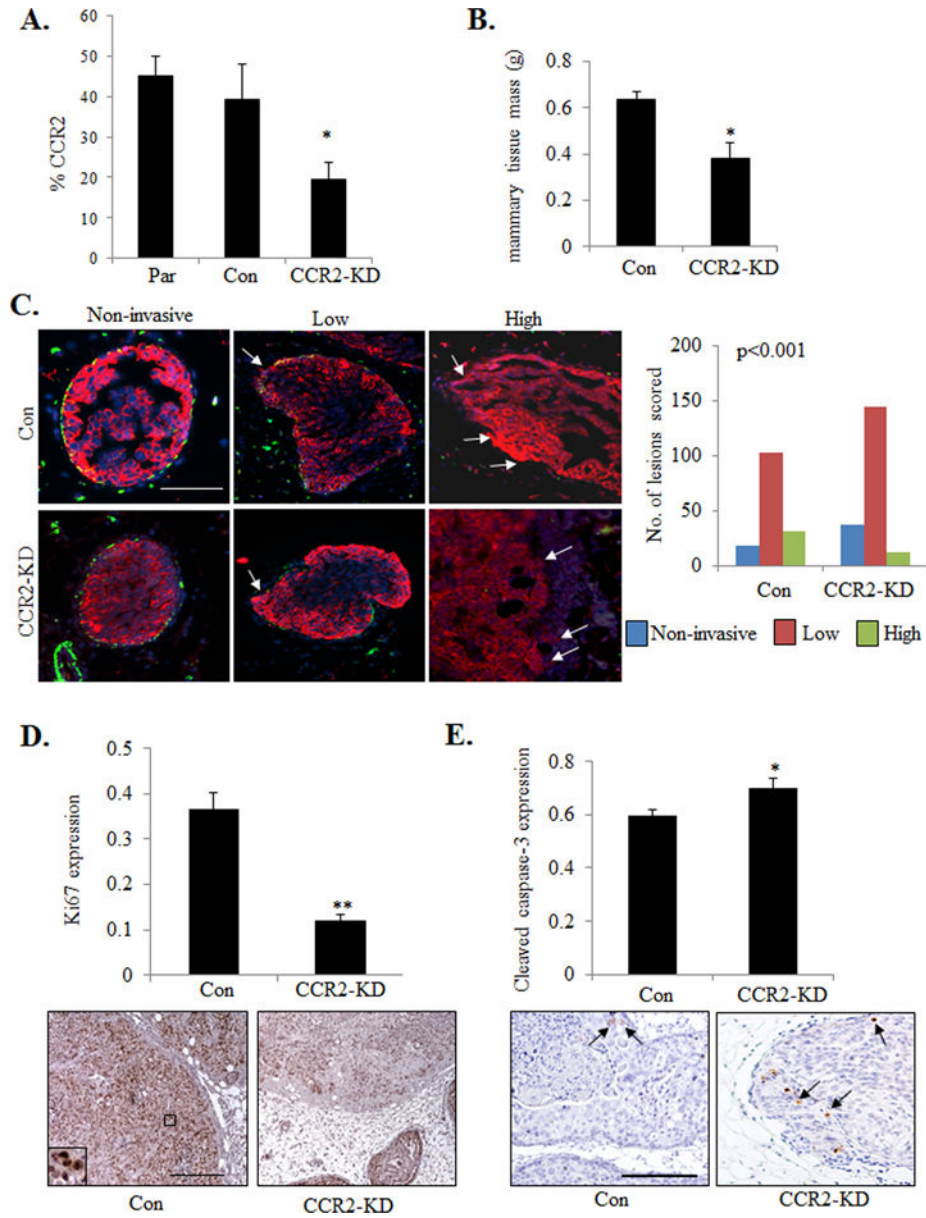 A.
60
50
40
30
20
10
0
% CCR2
*
Par Con CCR2-KD
B.
0.8
0.6
0.4
0.2
0
mammary tissue mass (g)
*
Con CCR2-KD
C.
Non-invasive Low High
Con
CCR2-KD
200
150
100
50
0
No. of lesions scored
p<0.001
Con CCR2-KD
Non-invasive Low High
D.
0.5
0.4
0.3
0.2
0.1
0
Ki67 expression
**
Con CCR2-KD
Con CCR2-KD
E.
0.8
0.6
0.4
0.2
0
Cleaved caspase-3 expression
*
Con CCR2-KD
Con CCR2-KD